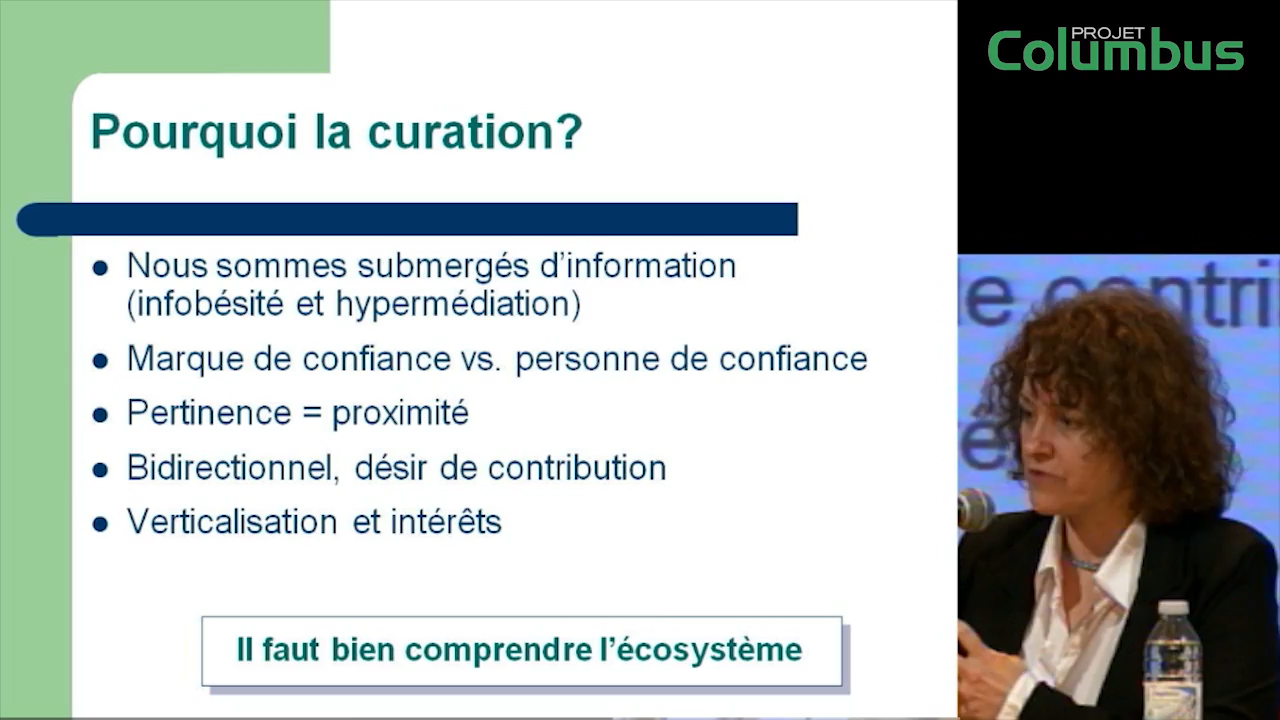 PROJET
Columbus
Pourquoi la curation?
Nous sommes submergés d’information
(infobésité et hypermédiation)
Marque de confiance vs. personne de confiance
Pertinence = proximité
Bidirectionnel, désir de contribution
Verticalisation et intérêts
Il faut bien comprendre l’écosystème
e contri